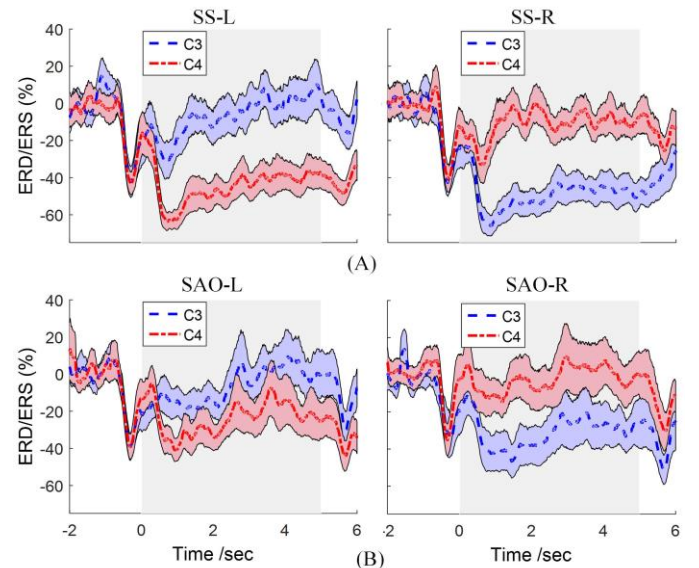 SS-L
SS-R
40
20
0
-20
-40
-60
ERD/ERS (%)
C3
C4
C3
C4
(A)
SAO-L
SAO-R
40
20
0
-20
-40
-60
ERD/ERS (%)
C3
C4
C3
C4
-2 0 2 4 6
-2 0 2 4 6
Time /sec
Time /sec
(B)